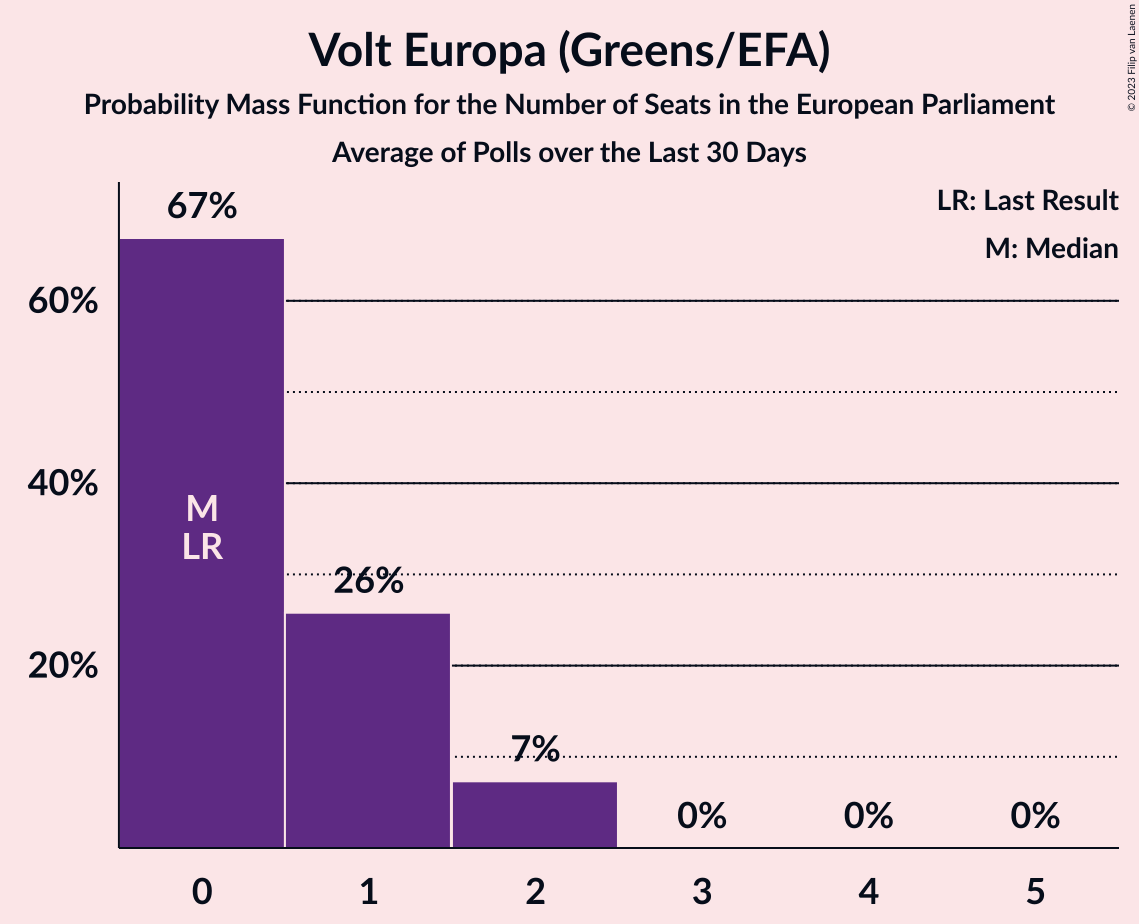 Volt Europa (Greens/EFA)
Probability Mass Function for the Number of Seats in the European Parliament
Average of Polls over the Last 30 Days
© 2023 Filip van Laenen
LR: Last Result
M: Median
67%
60%
40%
20%
M
LR
26%
7%
0%
0%
0%
0
1
2
3
4
5